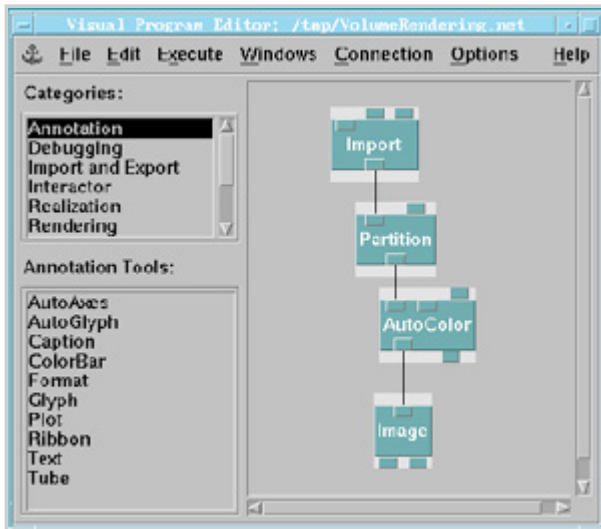 Visual Program Editor: /tmp/VolumeRendering.net
File Edit Execute Windows Connection Options Help
Categories:
Annotation
Debugging
Import and Export
Interactor
Realization
Rendering
Annotation Tools:
AutoAxes
AutoGlyph
Caption
ColorBar
Format
Glyph
Plot
Ribbon
Text
Tube
Import
Partition
AutoColor
Image